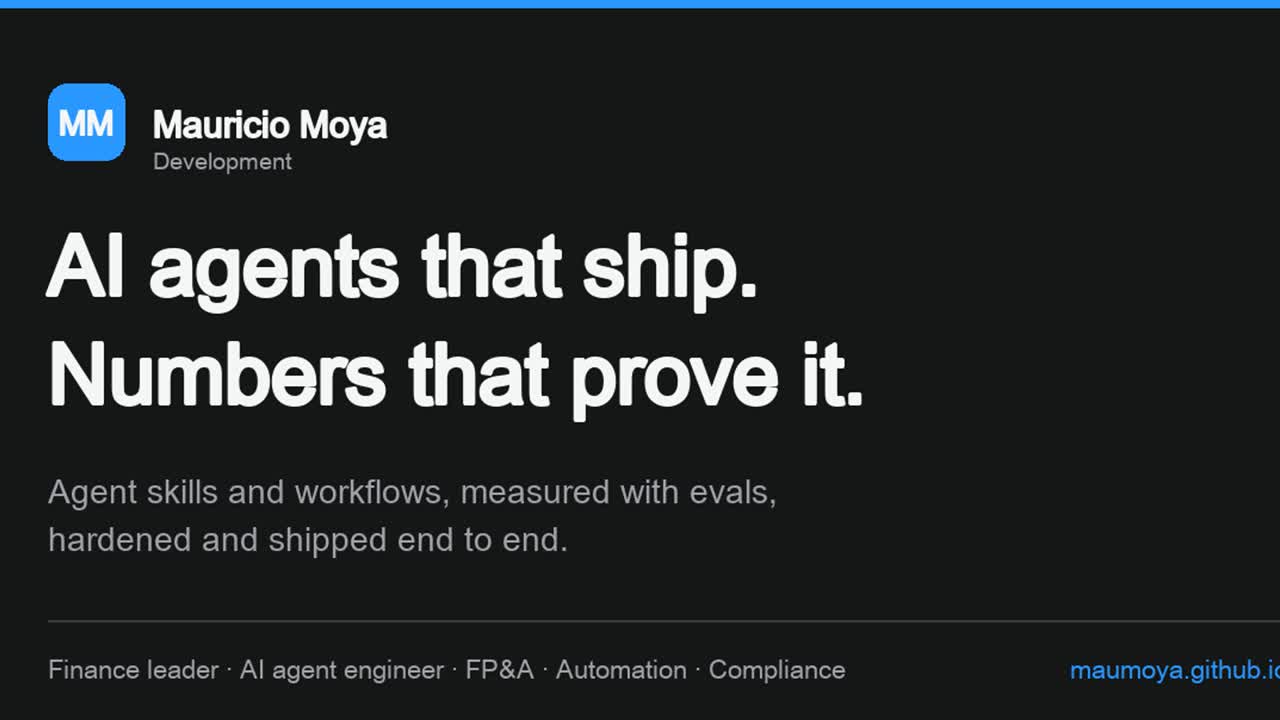 MM
Mauricio Moya
Development
AI agents that ship.
Numbers that prove it.
Agent skills and workflows, measured with evals,
hardened and shipped end to end.
Finance leader · AI agent engineer · FP&A · Automation · Compliance
maumoya.github.io